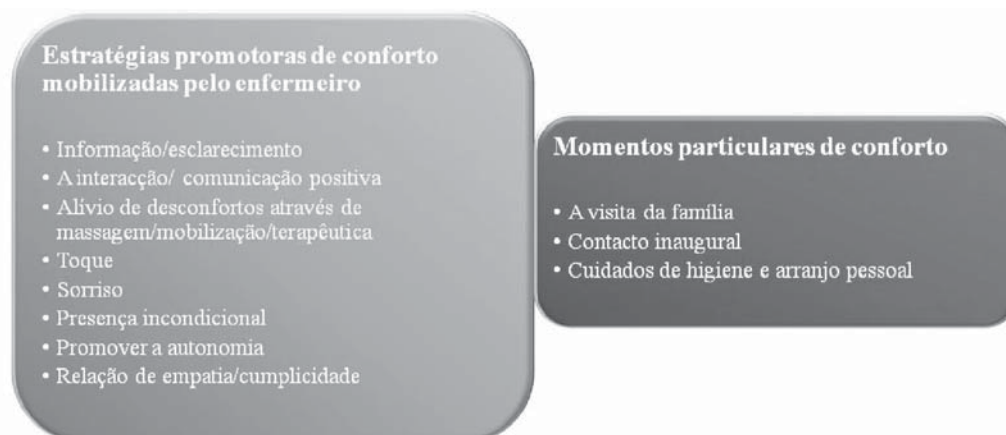 Estratégias promotoras de conforto
mobilizadas pelo enfermeiro
• Informação/esclarecimento
• A interacção/ comunicação positiva
• Alívio de desconfortos através de
massagem/mobilização/terapêutica
• Toque
• Sorriso
• Presença incondicional
• Promover a autonomia
• Relação de empatia/cumplicidade
Momentos particulares de conforto
• A visita da família
• Contacto inaugural
• Cuidados de higiene e arranjo pessoal